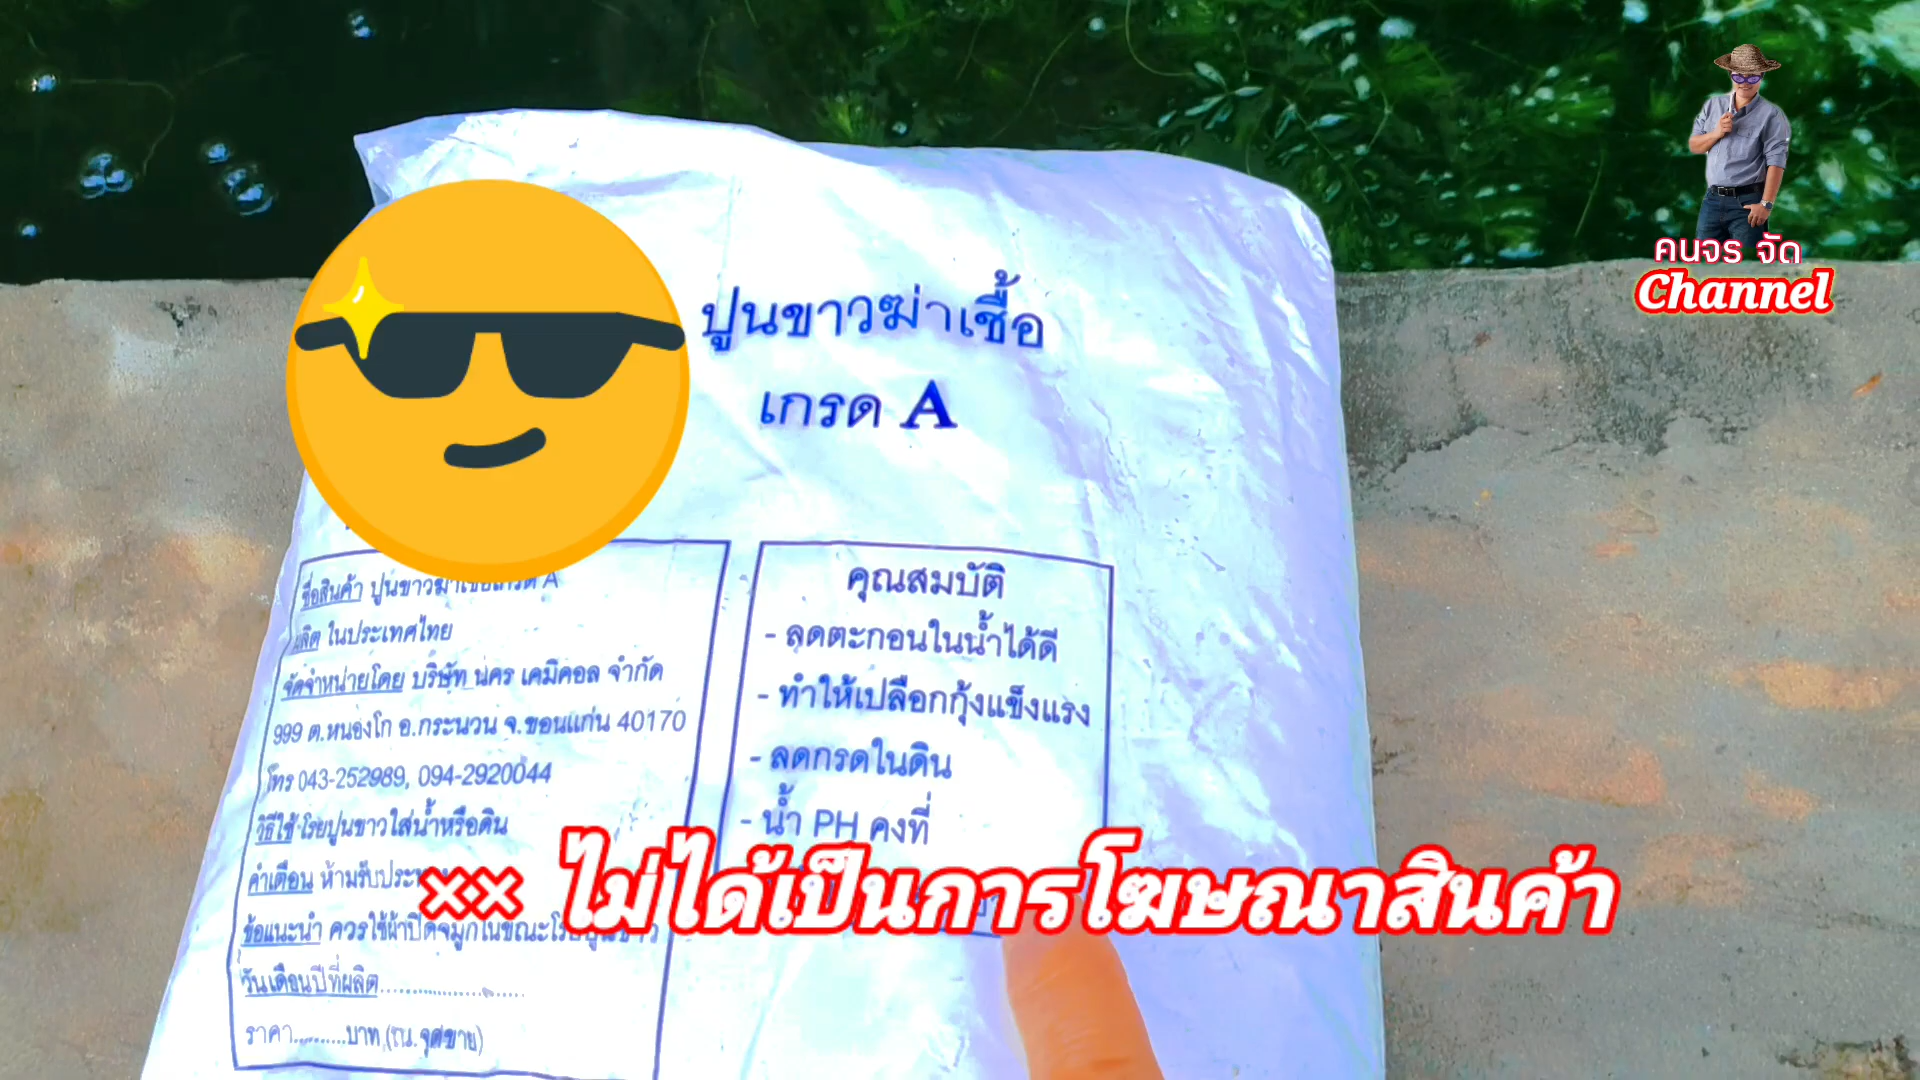 คนจร จัด
Channel
ปูนขาวฆ่าเชื้อ
เกรด A
ชื่อสินค้า ปูนขาวฆ่าเชื้อเกรด A
ผลิต ในประเทศไทย
จัดจำหน่ายโดย บริษัท นคร เคมิคอล จำกัด
999 ต.หนองโก อ.กระนวน จ.ขอนแก่น 40170
โทร 043-252989, 094-2920044
วิธีใช้ โรยปูนขาวใส่น้ำหรือดิน
คำเตือน ห้ามรับประ
ข้อแนะนำ ควรใช้ผ้าปิดจมูกในขณะโรยปูนขาว
วันเดือนปีที่ผลิต....................
ราคา.........บาท (ณ.จุดขาย)
คุณสมบัติ
- ลดตะกอนในน้ำได้ดี
- ทำให้เปลือกกุ้งแข็งแรง
- ลดกรดในดิน
- น้ำ PH คงที่
×× ไม่ได้เป็นการโฆษณาสินค้า